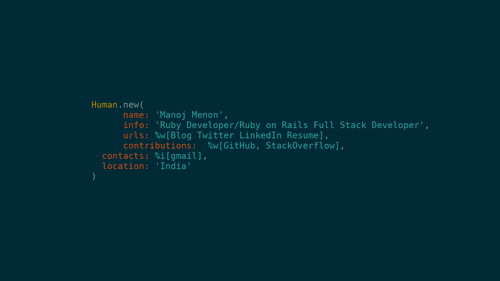 Human.new(
name: 'Manoj Menon',
info: 'Ruby Developer/Ruby on Rails Full Stack Developer',
urls: %w[Blog Twitter LinkedIn Resume],
contributions: %w[GitHub, StackOverflow],
contacts: %i[gmail],
location: 'India'
)